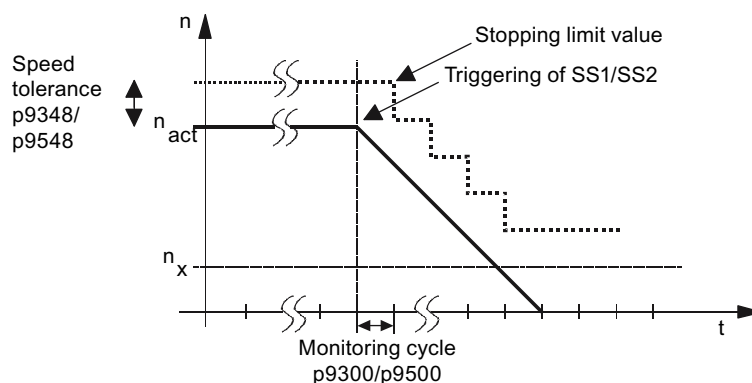 n
Stopping limit value
Triggering of SS1/SS2
Speed
tolerance
p9348/
p9548
n act
n x
t
Monitoring cycle
p9300/p9500